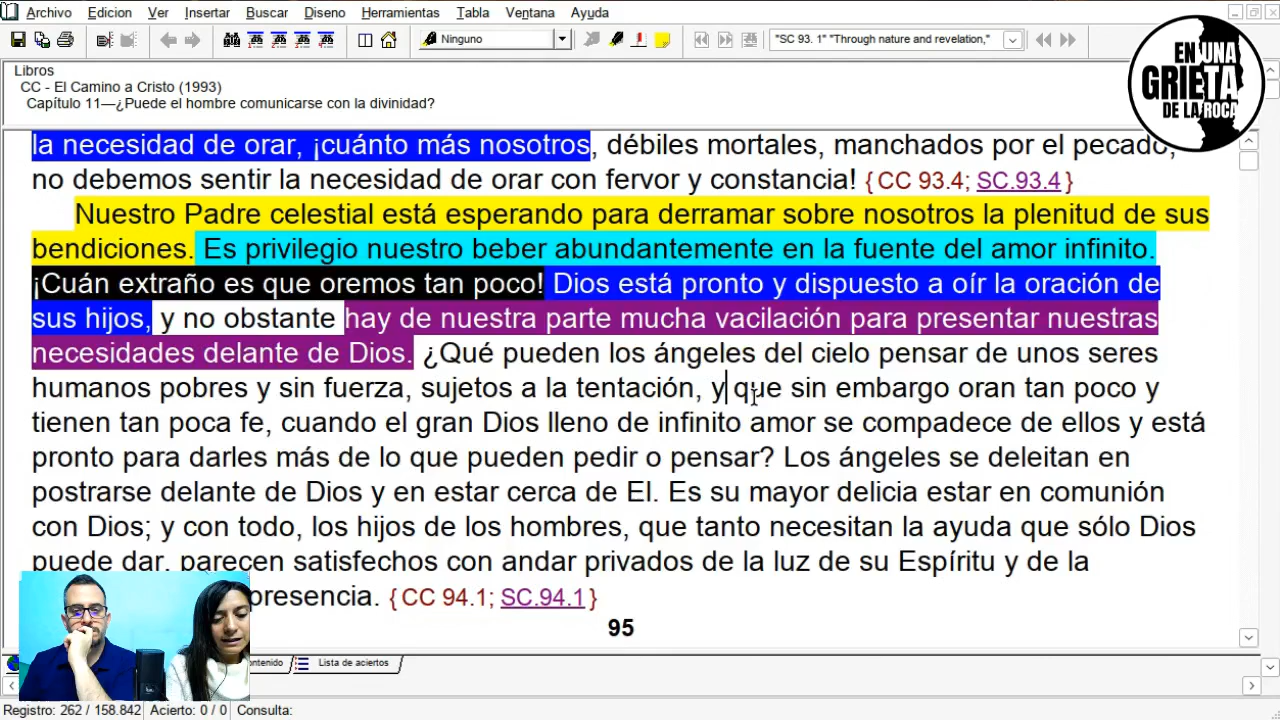 Archivo Edicion Ver Insertar Buscar Diseno Herramientas Tabla Ventana Ayuda
Ninguno "SC 93. 1" "Through nature and revelation,"
EN UNA
GRIETA
DE LA ROCA
Libros
CC - El Camino a Cristo (1993)
Capítulo 11—¿Puede el hombre comunicarse con la divinidad?
la necesidad de orar, ¡cuánto más nosotros, débiles mortales, manchados por el pecado,
no debemos sentir la necesidad de orar con fervor y constancia! {CC 93.4; SC.93.4}
Nuestro Padre celestial está esperando para derramar sobre nosotros la plenitud de sus
bendiciones. Es privilegio nuestro beber abundantemente en la fuente del amor infinito.
¡Cuán extraño es que oremos tan poco! Dios está pronto y dispuesto a oír la oración de
sus hijos, y no obstante hay de nuestra parte mucha vacilación para presentar nuestras
necesidades delante de Dios. ¿Qué pueden los ángeles del cielo pensar de unos seres
humanos pobres y sin fuerza, sujetos a la tentación, y que sin embargo oran tan poco y
tienen tan poca fe, cuando el gran Dios lleno de infinito amor se compadece de ellos y está
pronto para darles más de lo que pueden pedir o pensar? Los ángeles se deleitan en
postrarse delante de Dios y en estar cerca de El. Es su mayor delicia estar en comunión
con Dios; y con todo, los hijos de los hombres, que tanto necesitan la ayuda que sólo Dios
puede dar, parecen satisfechos con andar privados de la luz de su Espíritu y de la
presencia. {CC 94.1; SC.94.1}
95
Lista de aciertos
Registro: 262 / 158.842 Acierto: 0 / 0 Consulta: